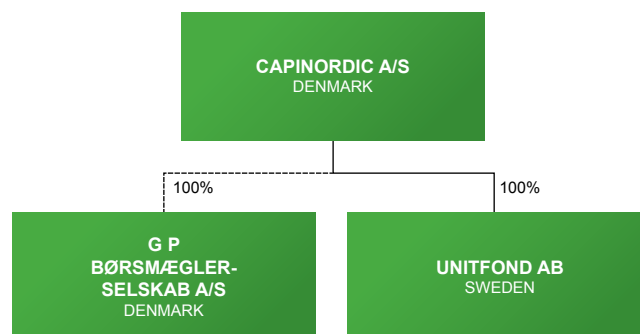 CAPINORDIC A/S
DENMARK
100%
100%
G P
BØRSMÆGLER-
SELSKAB A/S
DENMARK
UNITFOND AB
SWEDEN